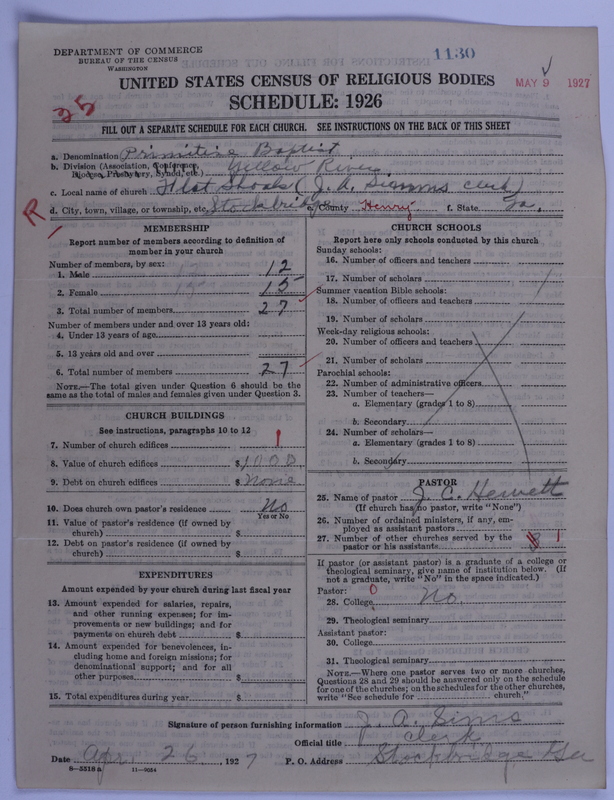 DEPARTMENT OF COMMERCE
BUREAU OF THE CENSUS
WASHINGTON
1130
UNITED STATES CENSUS OF RELIGIOUS BODIES
MAY 9 1927
SCHEDULE: 1926
25
FILL OUT A SEPARATE SCHEDULE FOR EACH CHURCH. SEE INSTRUCTIONS ON THE BACK OF THIS SHEET
a. Denomination Primitive Baptist
b. Division (Association, Conference, Diocese, Presbytery, Synod, etc.) Yellow River
c. Local name of church Flat Shoals (J. A. Simms clerk)
d. City, town, village, or township, etc. Stockbridge e. County Henry f. State Ga.
R
MEMBERSHIP
Report number of members according to definition of
member in your church
Number of members, by sex:
1. Male 12
2. Female 15 15
3. Total number of members 27
Number of members under and over 13 years old:
4. Under 13 years of age
5. 13 years old and over
6. Total number of members 27
NOTE.—The total given under Question 6 should be the
same as the total of males and females given under Question 3.
CHURCH BUILDINGS
See instructions, paragraphs 10 to 12
7. Number of church edifices 1
8. Value of church edifices $1000
9. Debt on church edifices $ None
10. Does church own pastor's residence No
Yes or No
11. Value of pastor's residence (if owned by
church) $
12. Debt on pastor's residence (if owned by
church) $
EXPENDITURES
Amount expended by your church during last fiscal year
13. Amount expended for salaries, repairs,
and other running expenses; for im-
provements or new buildings; and for
payments on church debt $
14. Amount expended for benevolences, in-
cluding home and foreign missions; for
denominational support; and for all
other purposes $
15. Total expenditures during year $
CHURCH SCHOOLS
Report here only schools conducted by this church
Sunday schools:
16. Number of officers and teachers
17. Number of scholars
Summer vacation Bible schools:
18. Number of officers and teachers
19. Number of scholars
Week-day religious schools:
20. Number of officers and teachers
21. Number of scholars
Parochial schools:
22. Number of administrative officers
23. Number of teachers—
a. Elementary (grades 1 to 8)
b. Secondary
24. Number of scholars—
a. Elementary (grades 1 to 8)
b. Secondary
PASTOR
25. Name of pastor J. C. Hewett
(If church has no pastor, write "None")
26. Number of ordained ministers, if any, em-
ployed as assistant pastors
27. Number of other churches served by the
pastor or his assistants 1
If pastor (or assistant pastor) is a graduate of a college or
theological seminary, give name of institution below. (If
not a graduate, write "No" in the space indicated.)
Pastor: 0
28. College No
29. Theological seminary
Assistant pastor:
30. College
31. Theological seminary
NOTE.—Where one pastor serves two or more churches,
Questions 28 and 29 should be answered only on the schedule
for one of the churches; on the schedules for the other churches,
write "See schedule for church."
Signature of person furnishing information J. A. Sims
Official title Clerk
Date Apr. 26 1927 P. O. Address Stockbridge Ga
8-5518 a 11-9054